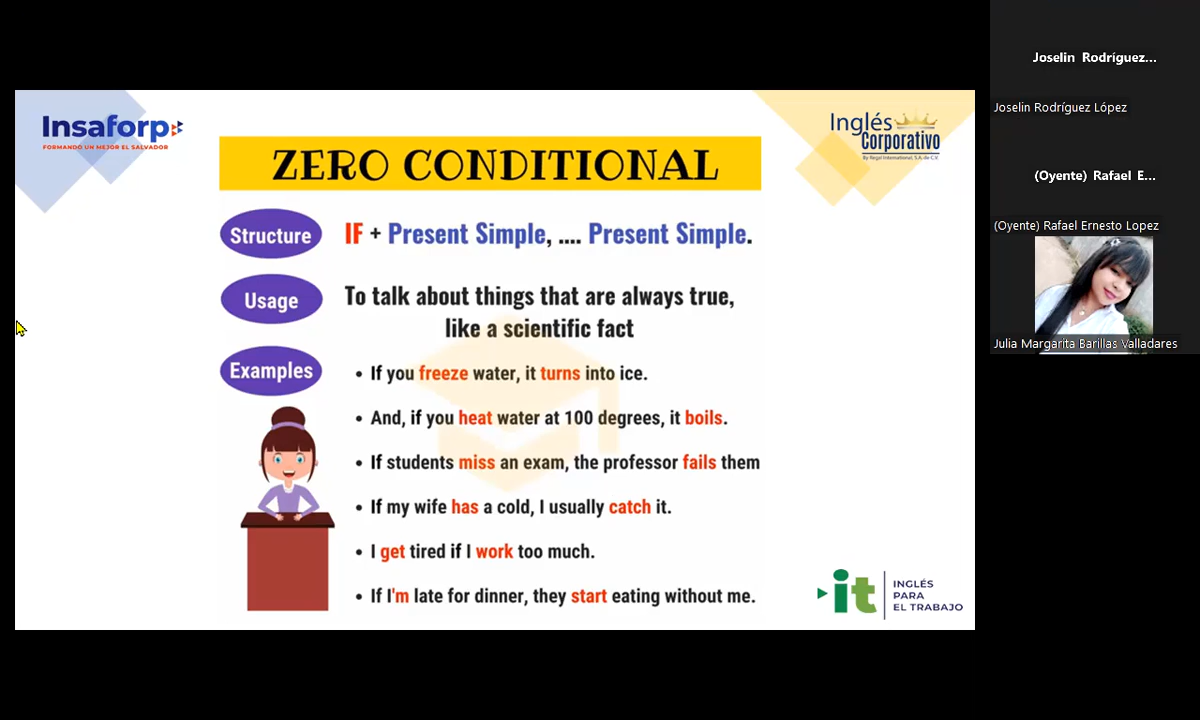 Insaforp
FORMANDO UN MEJOR EL SALVADOR
Inglés
Corporativo
By Regal International, S.A. de C.V.
ZERO CONDITIONAL
Structure
IF + Present Simple, .... Present Simple.
Usage
To talk about things that are always true,
like a scientific fact
Examples
• If you freeze water, it turns into ice.
• And, if you heat water at 100 degrees, it boils.
• If students miss an exam, the professor fails them
• If my wife has a cold, I usually catch it.
• I get tired if I work too much.
• If I'm late for dinner, they start eating without me.
it
INGLÉS
PARA
EL TRABAJO
Joselin Rodríguez...
Joselin Rodríguez López
(Oyente) Rafael E...
(Oyente) Rafael Ernesto Lopez
Julia Margarita Barillas Valladares